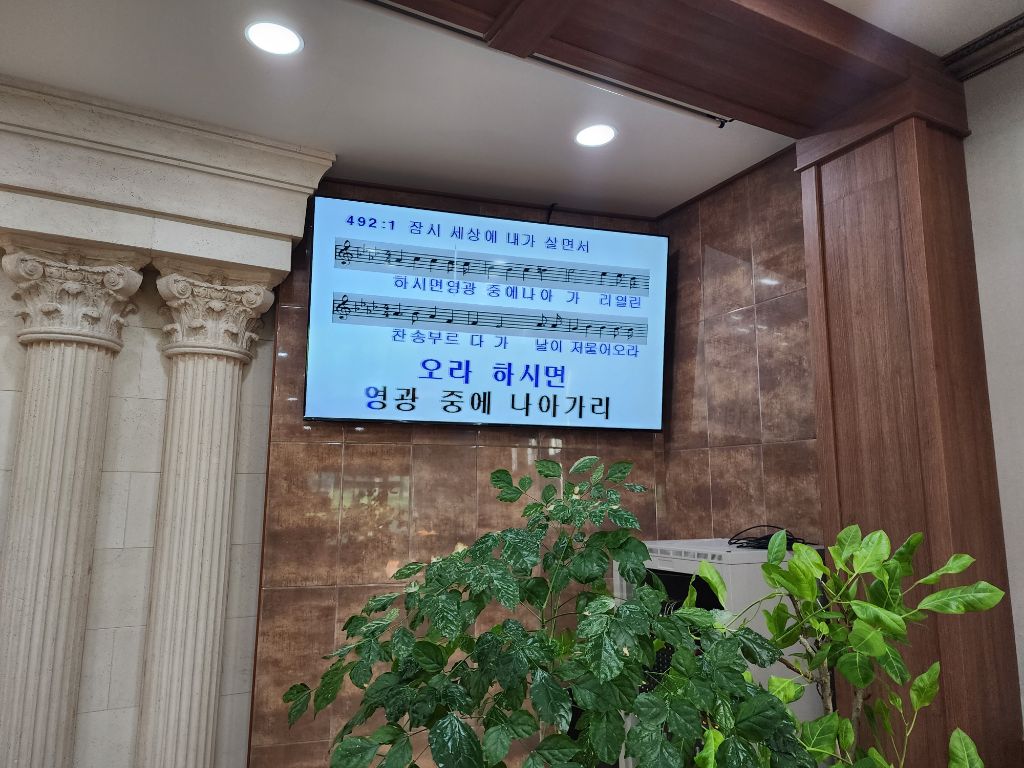 492:1 잠시 세상에 내가 살면서
하시면영광 중에나아 가 리열린
찬송부르 다 가 날이 저물어오라
오라 하시면
영광 중에 나아가리